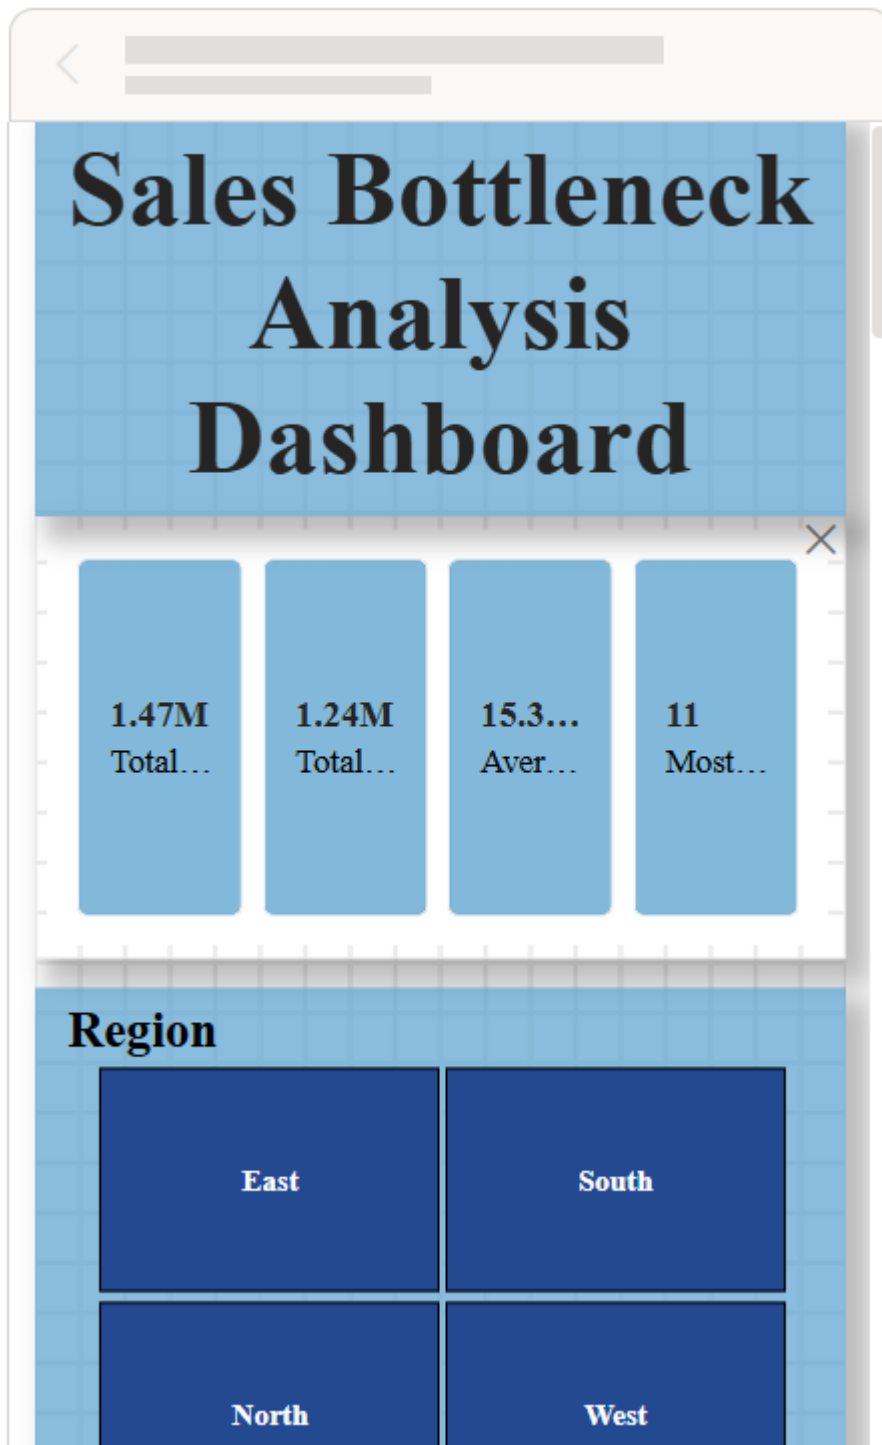 Sales Bottleneck
Analysis
Dashboard
1.47M 1.24M 15.3… 11
Total… Total… Aver… Most…
Region
East South
North West